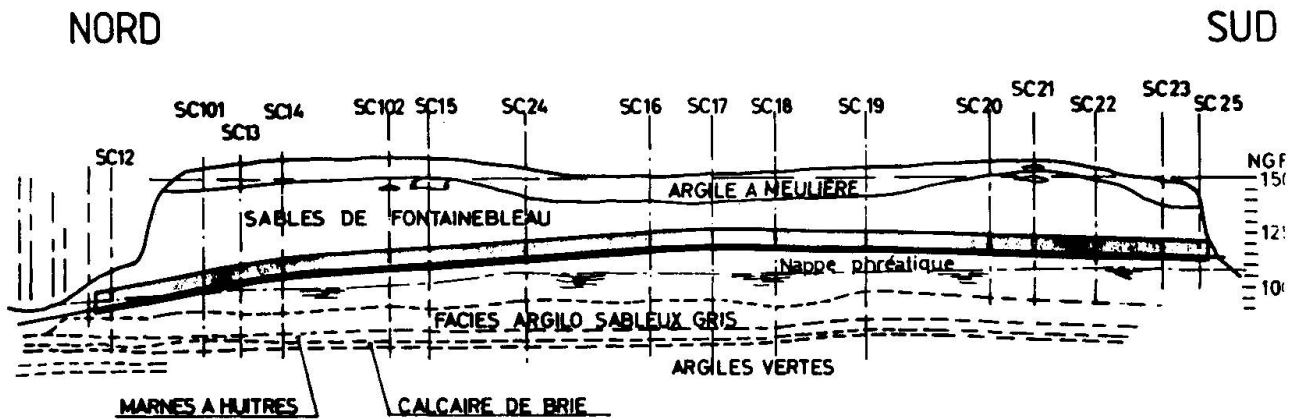 NORD
SUD
SC12
SC101
SC13
SC14
SC102
SC15
SC24
SC16
SC17
SC18
SC19
SC20
SC21
SC22
SC23
SC25
ARGILE A MEULIÈRE
SABLES DE FONTAINEBLEAU
Nappe phréatique
FACIES ARGILO SABLEUX GRIS
ARGILES VERTES
MARNES A HUITRES
CALCAIRE DE BRIE